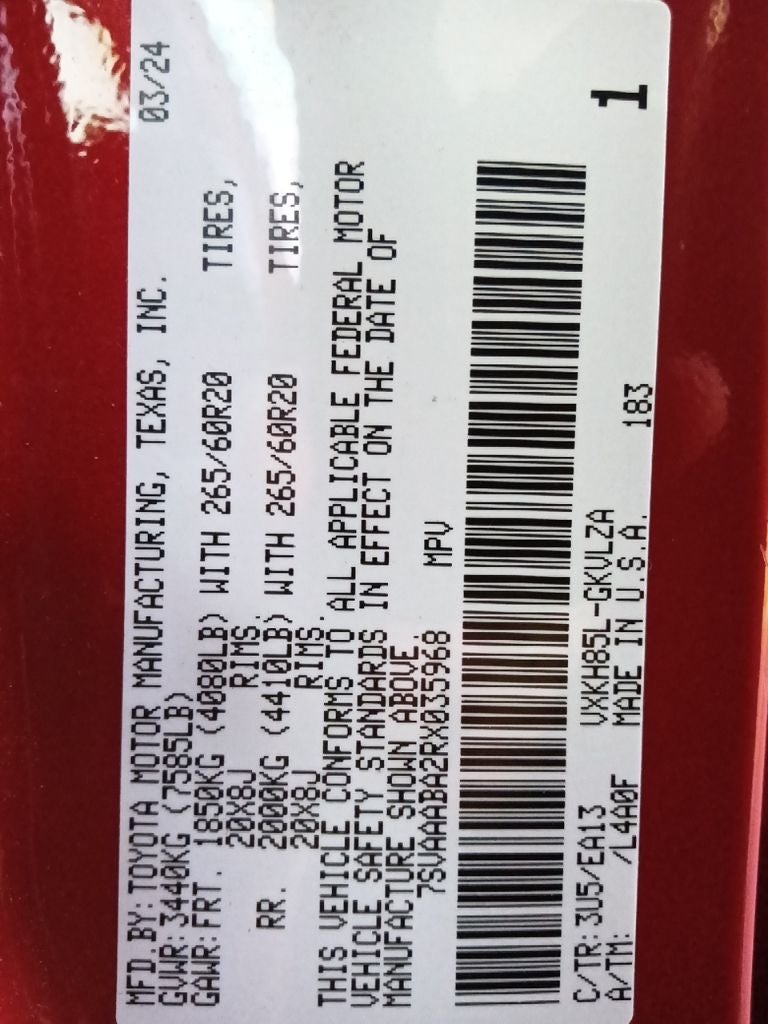 MFD.BY:TOYOTA MOTOR MANUFACTURING, TEXAS, INC. 03/24
GVWR:3440KG (7585LB)
GAWR:FRT. 1850KG (4080LB) WITH 265/60R20 TIRES,
20X8J RIMS.
RR. 2000KG (4410LB) WITH 265/60R20 TIRES,
20X8J RIMS.
THIS VEHICLE CONFORMS TO ALL APPLICABLE FEDERAL MOTOR
VEHICLE SAFETY STANDARDS IN EFFECT ON THE DATE OF
MANUFACTURE SHOWN ABOVE.
7SVAAABA2RX035968 MPV
1
C/TR:3U5/EA13 VXKH85L-GKVLZA
A/TM: /L4A0F MADE IN U.S.A. 183